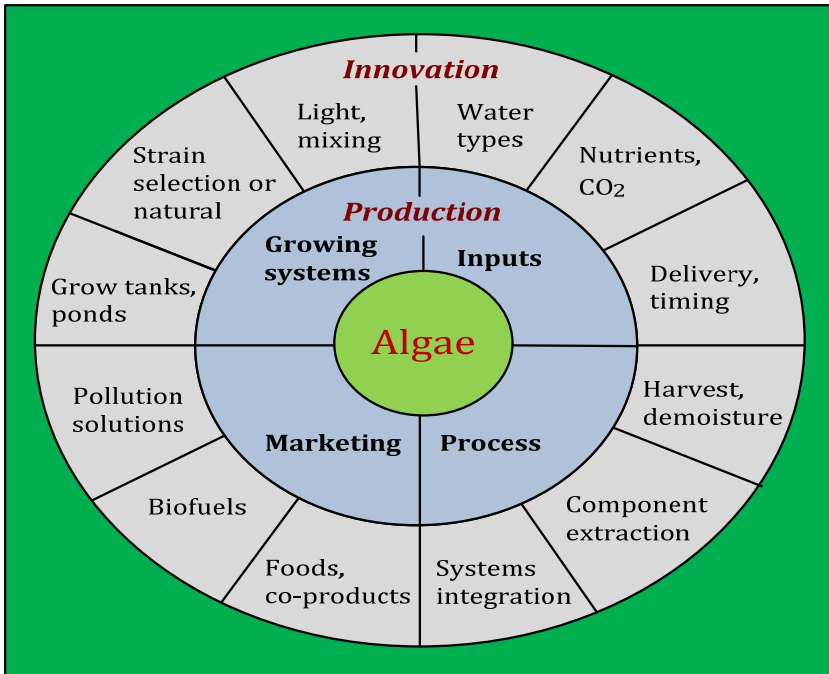 Innovation
Light,
mixing
Water
types
Strain
selection or
natural
Nutrients,
CO₂
Production
Growing
systems
Inputs
Grow tanks,
ponds
Delivery,
timing
Algae
Pollution
solutions
Harvest,
demoisture
Marketing
Process
Biofuels
Component
extraction
Foods,
co-products
Systems
integration